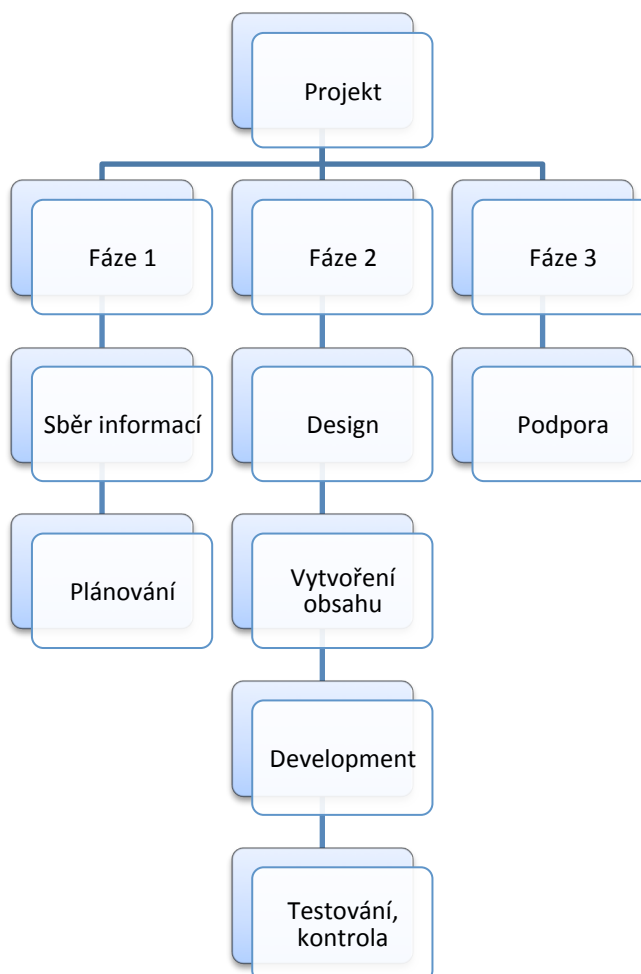 Projekt
Fáze 1
Fáze 2
Fáze 3
Sběr informací
Design
Podpora
Plánování
Vytvoření
obsahu
Development
Testování,
kontrola